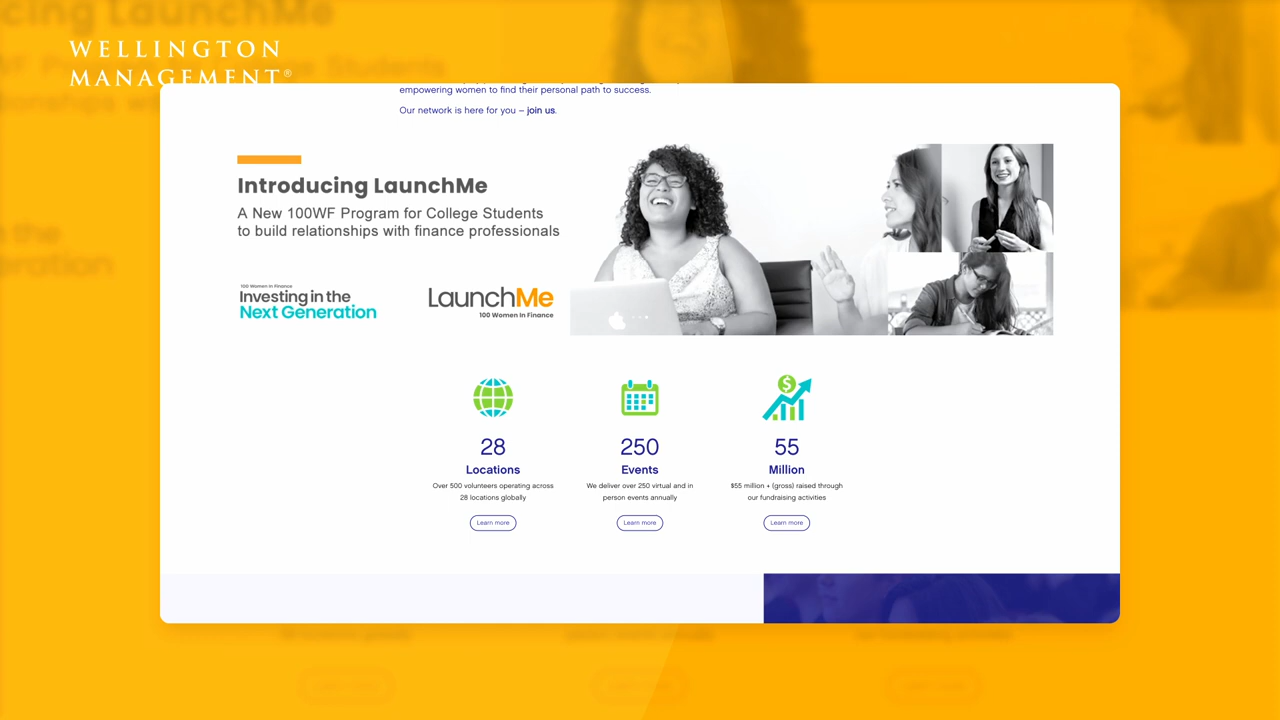 WELLINGTON
MANAGEMENT®
empowering women to find their personal path to success.
Our network is here for you – join us.
Introducing LaunchMe
A New 100WF Program for College Students
to build relationships with finance professionals
100 Women in Finance
Investing in the
Next Generation
LaunchMe
100 Women In Finance
28
Locations
Over 500 volunteers operating across
28 locations globally
Learn more
250
Events
We deliver over 250 virtual and in
person events annually
Learn more
55
Million
$55 million + (gross) raised through
our fundraising activities
Learn more